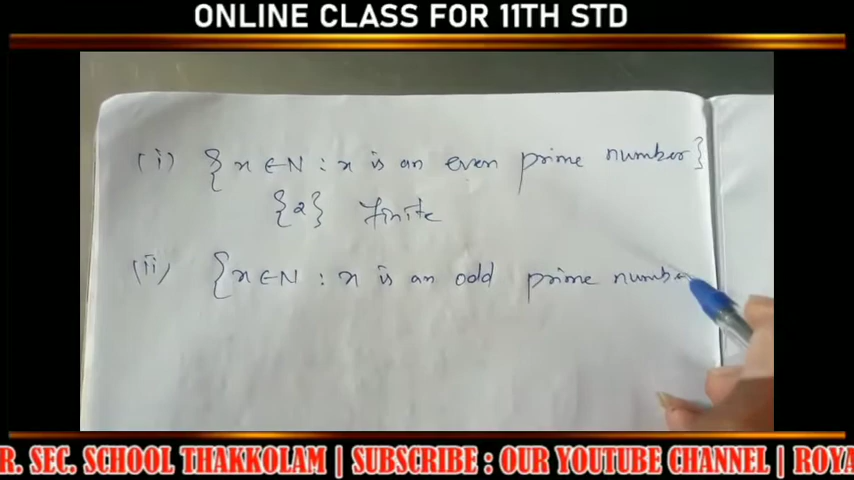 ONLINE CLASS FOR 11TH STD
(i) { x ∈ N : x is an even prime number }
{2} finite
(ii) { x ∈ N : x is an odd prime numbe
R. SEC. SCHOOL THAKKOLAM | SUBSCRIBE : OUR YOUTUBE CHANNEL | ROYA